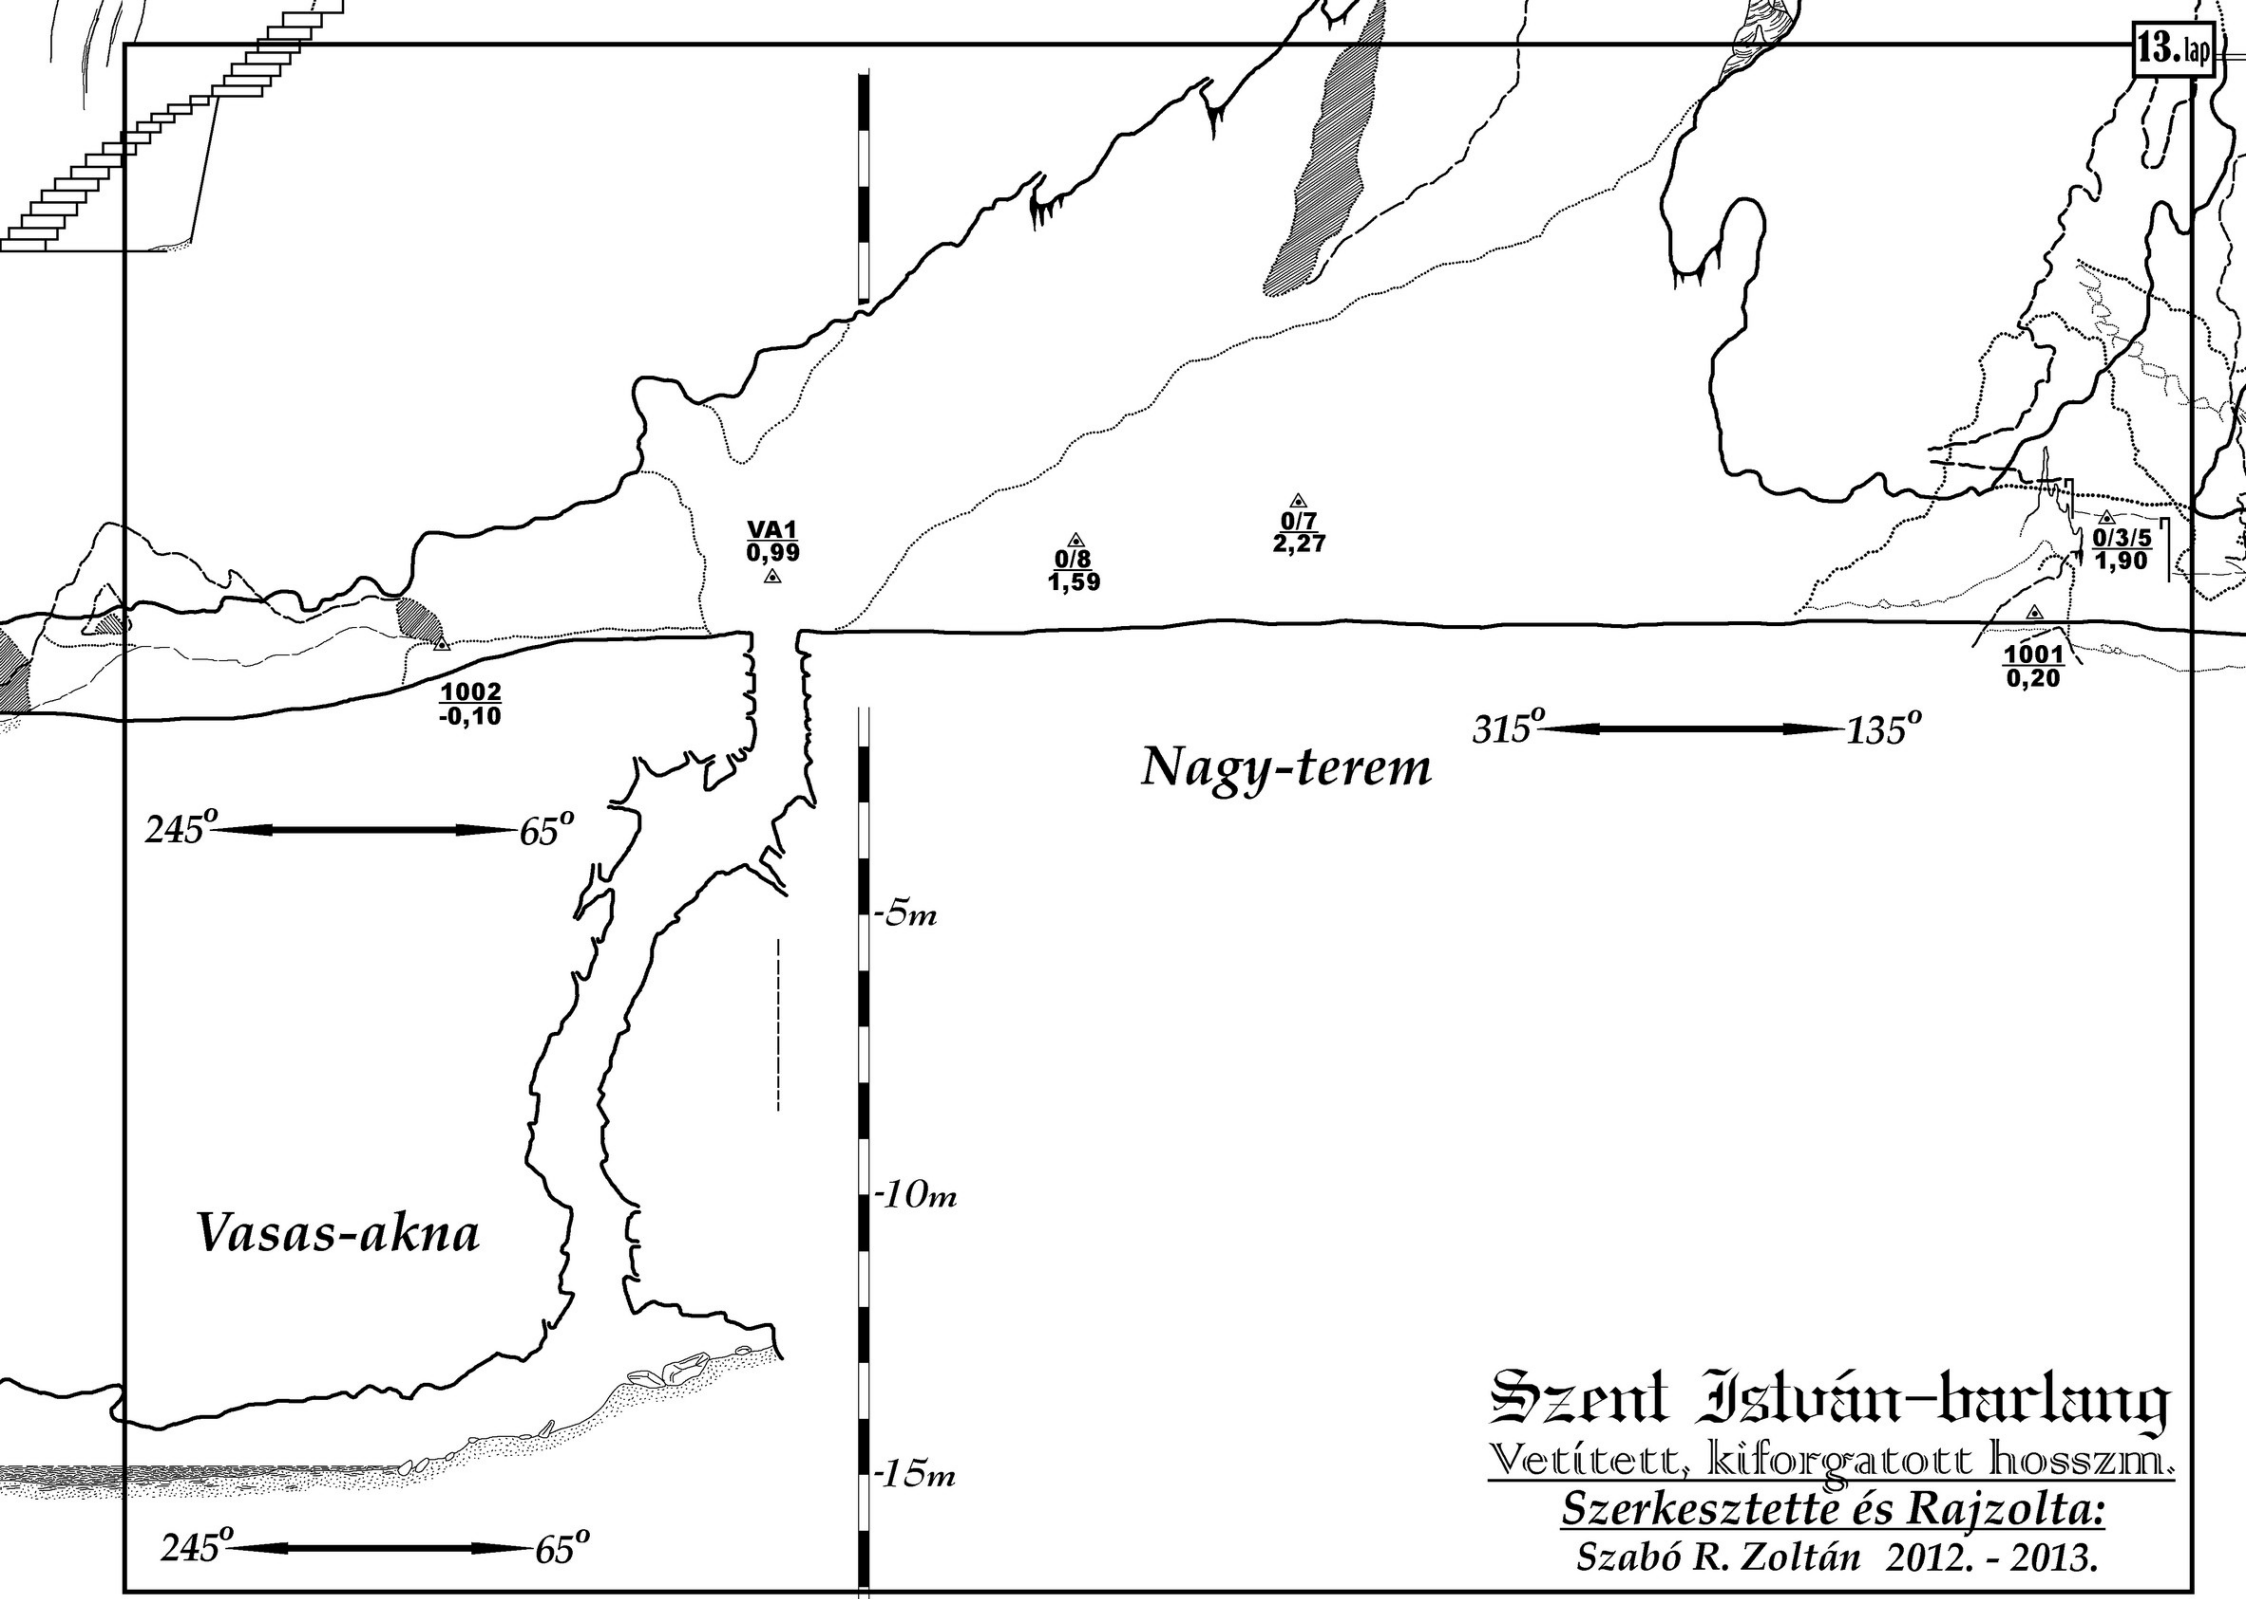 13. lap
VA1
0,99
0/7
2,27
0/8
1,59
0/3/5
1,90
1001
0,20
1002
-0,10
315° 135°
Nagy-terem
245° 65°
-5m
-10m
Vasas-akna
-15m
245° 65°
Szent István-barlang
Vetített, kiforgatott hosszm.
Szerkesztette és Rajzolta:
Szabó R. Zoltán 2012. - 2013.